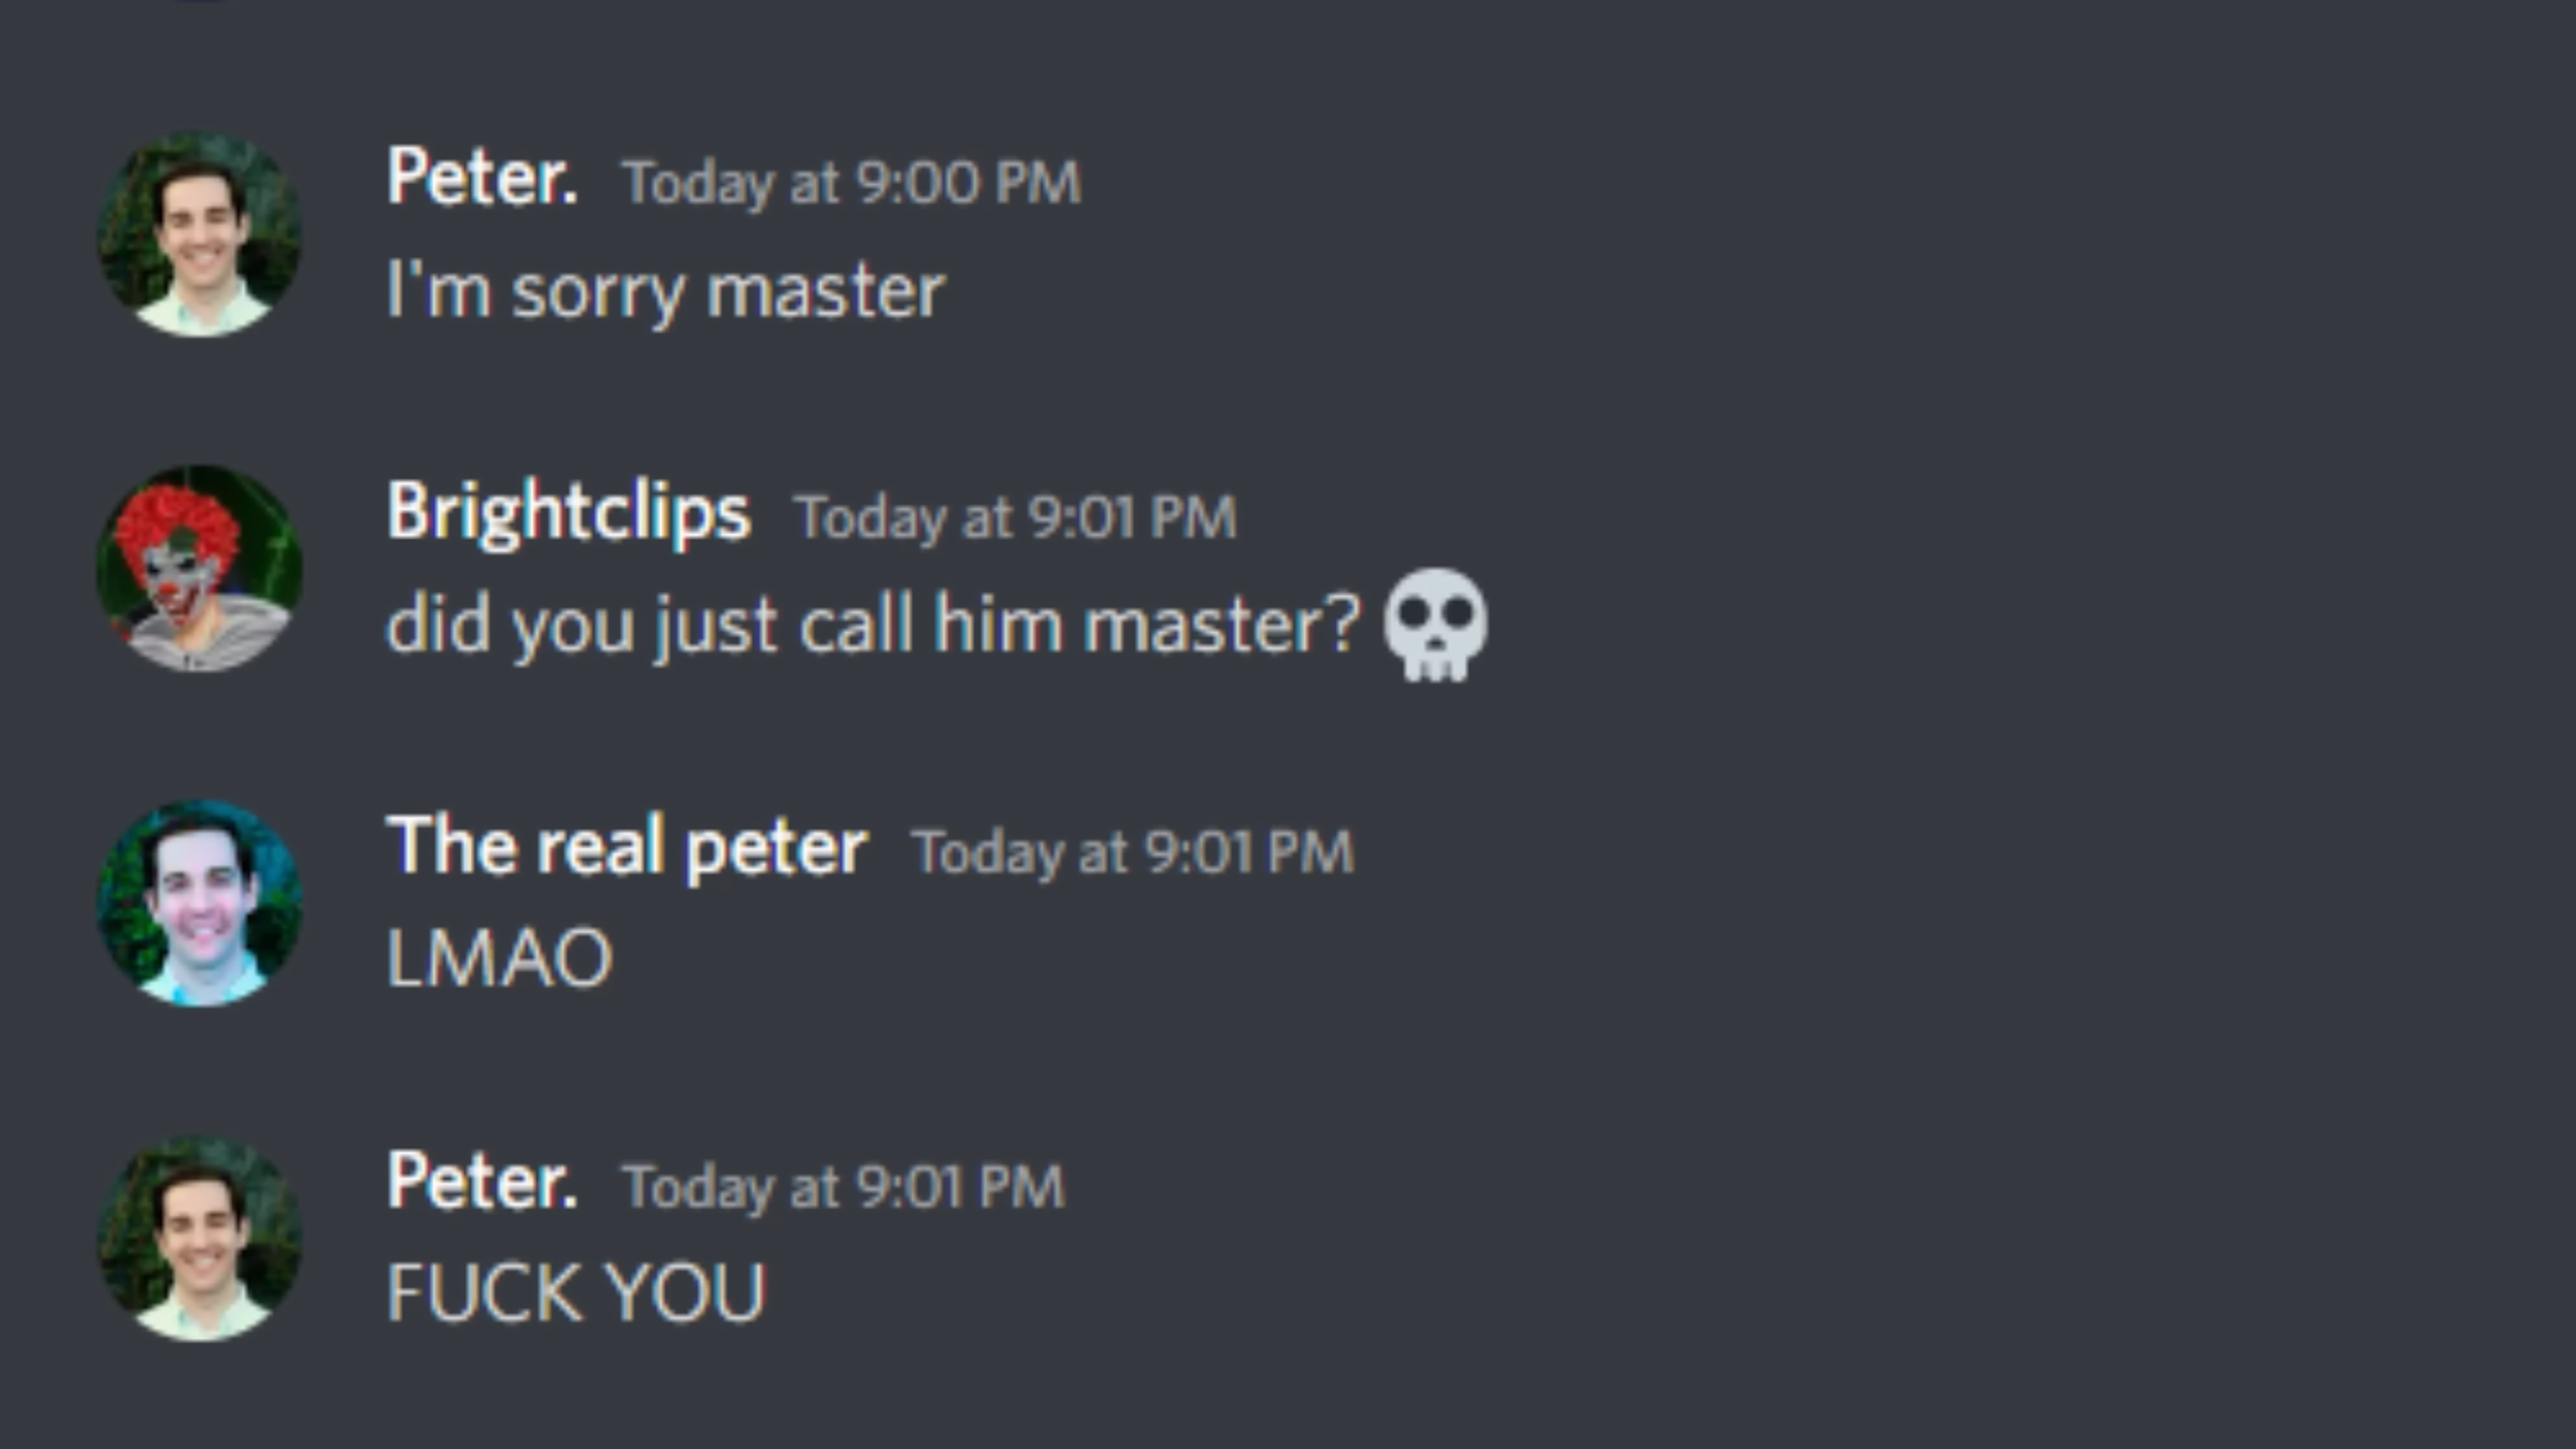 Peter. Today at 9:00 PM
I'm sorry master
Brightclips Today at 9:01 PM
did you just call him master? 💀
The real peter Today at 9:01 PM
LMAO
Peter. Today at 9:01 PM
FUCK YOU